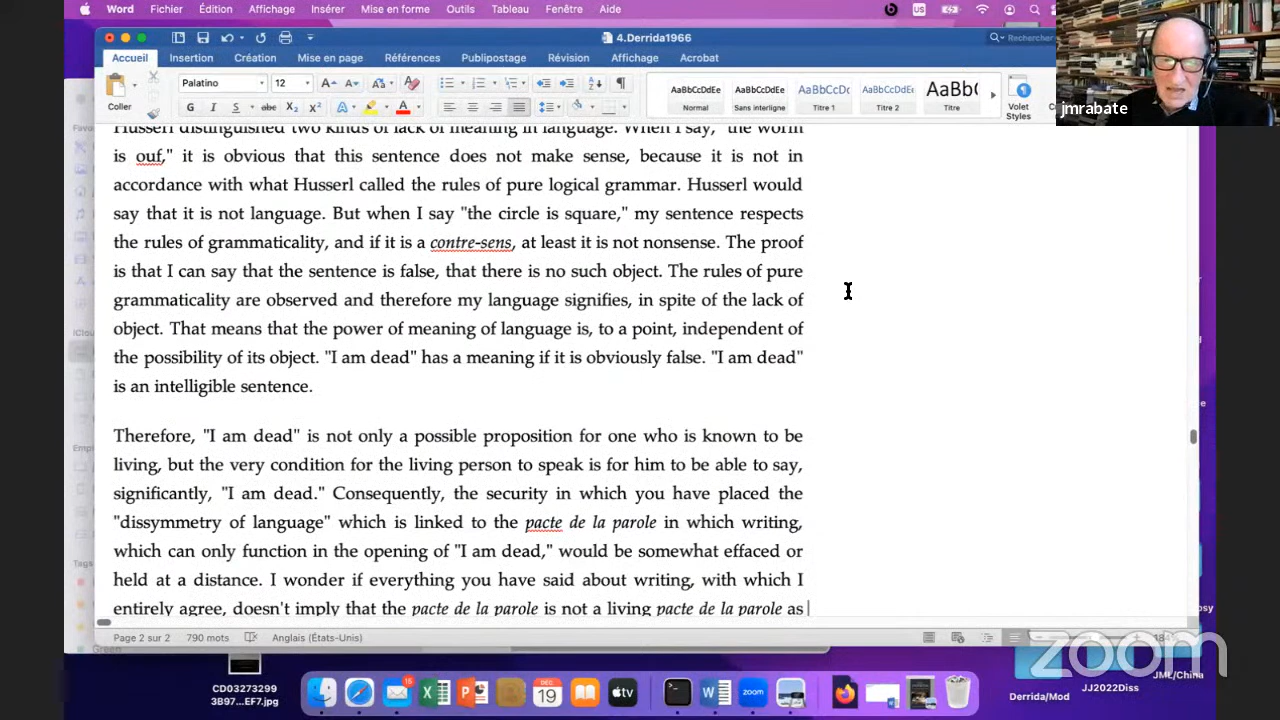 Word Fichier Édition Affichage Insérer Mise en forme Outils Tableau Fenêtre Aide US
4.Derrida1966 Rechercher
Accueil Insertion Création Mise en page Références Publipostage Révision Affichage Acrobat
Palatino 12
Coller
AaBbCcDdEe AaBbCcDdEe AaBbCcDc AaBbCcDdEe AaBb(
Normal Sans interligne Titre 1 Titre 2 Titre Volet
Styles
jmrabate
Husserl distinguished two kinds of lack of meaning in language. When I say, "the worm
is ouf," it is obvious that this sentence does not make sense, because it is not in
accordance with what Husserl called the rules of pure logical grammar. Husserl would
say that it is not language. But when I say "the circle is square," my sentence respects
the rules of grammaticality, and if it is a contre-sens, at least it is not nonsense. The proof
is that I can say that the sentence is false, that there is no such object. The rules of pure
grammaticality are observed and therefore my language signifies, in spite of the lack of
object. That means that the power of meaning of language is, to a point, independent of
the possibility of its object. "I am dead" has a meaning if it is obviously false. "I am dead"
is an intelligible sentence.
Therefore, "I am dead" is not only a possible proposition for one who is known to be
living, but the very condition for the living person to speak is for him to be able to say,
significantly, "I am dead." Consequently, the security in which you have placed the
"dissymmetry of language" which is linked to the pacte de la parole in which writing,
which can only function in the opening of "I am dead," would be somewhat effaced or
held at a distance. I wonder if everything you have said about writing, with which I
entirely agree, doesn't imply that the pacte de la parole is not a living pacte de la parole as
Page 2 sur 2 790 mots Anglais (États-Unis)
zoom
CD03273299
3B97...EF7.jpg
DEC
19
tv
zoom
Derrida/Mod
JJ2022Diss
JML/China